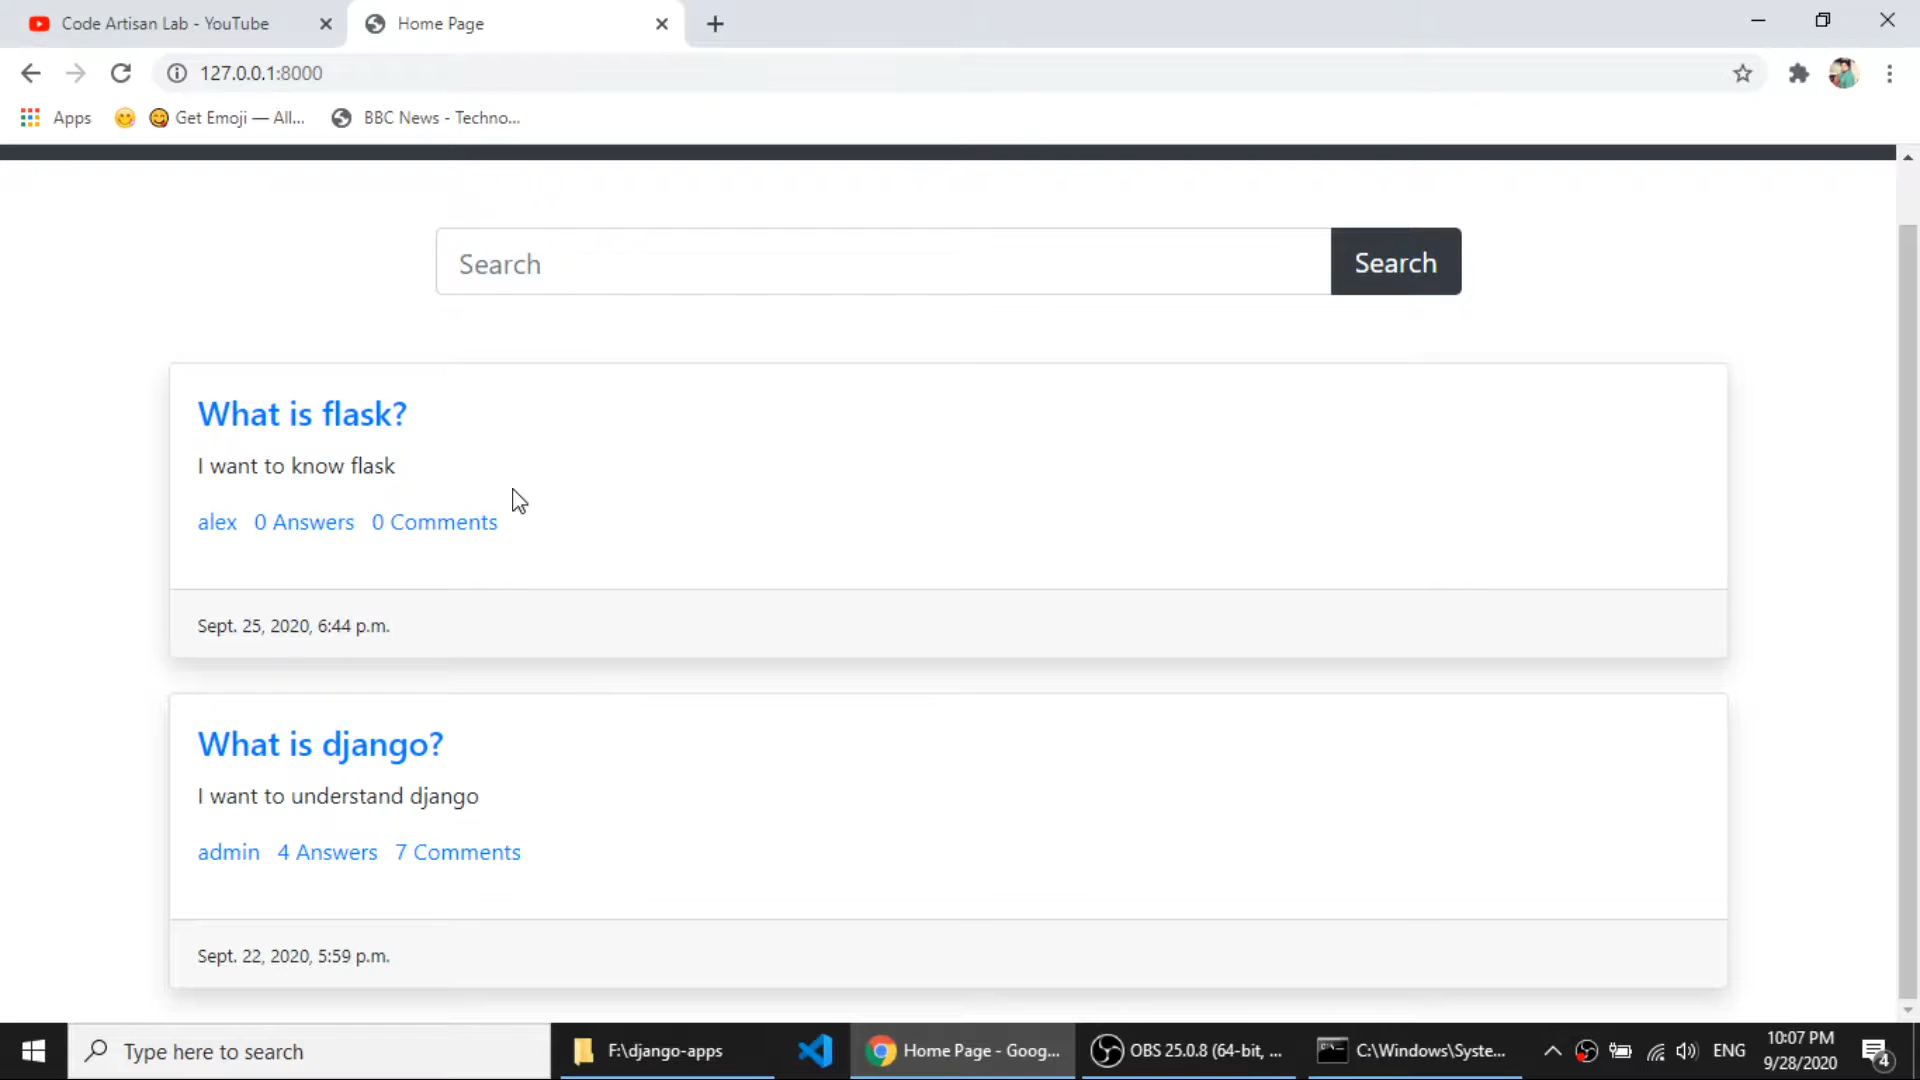 Code Artisan Lab - YouTube
Home Page
127.0.0.1:8000
Apps
Get Emoji — All...
BBC News - Techno...
Search
Search
What is flask?
I want to know flask
alex 0 Answers 0 Comments
Sept. 25, 2020, 6:44 p.m.
What is django?
I want to understand django
admin 4 Answers 7 Comments
Sept. 22, 2020, 5:59 p.m.
Type here to search
F:\django-apps
Home Page - Goog...
OBS 25.0.8 (64-bit, ...
C:\Windows\Syste...
ENG
10:07 PM
9/28/2020
4